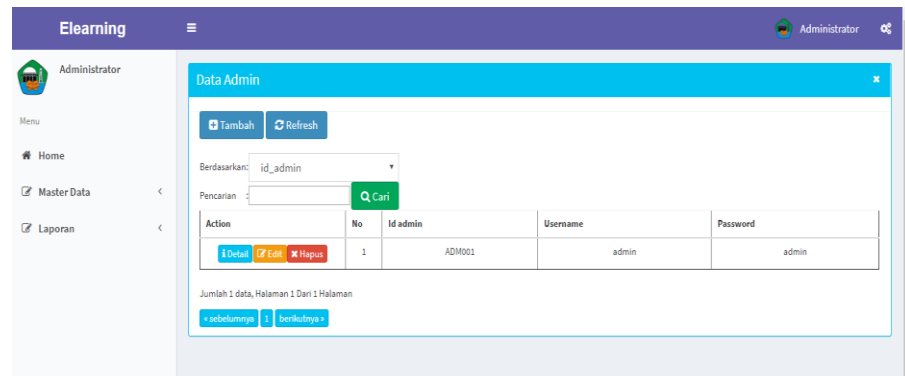 Elearning
Administrator
Administrator
Menu
Home
Master Data
Laporan
Data Admin
Tambah Refresh
Berdasarkan: id_admin
Pencarian : Cari
Action No Id admin Username Password
Detail Edit Hapus 1 ADM001 admin admin
Jumlah 1 data, Halaman 1 Dari 1 Halaman
« sebelumnya 1 berikutnya »